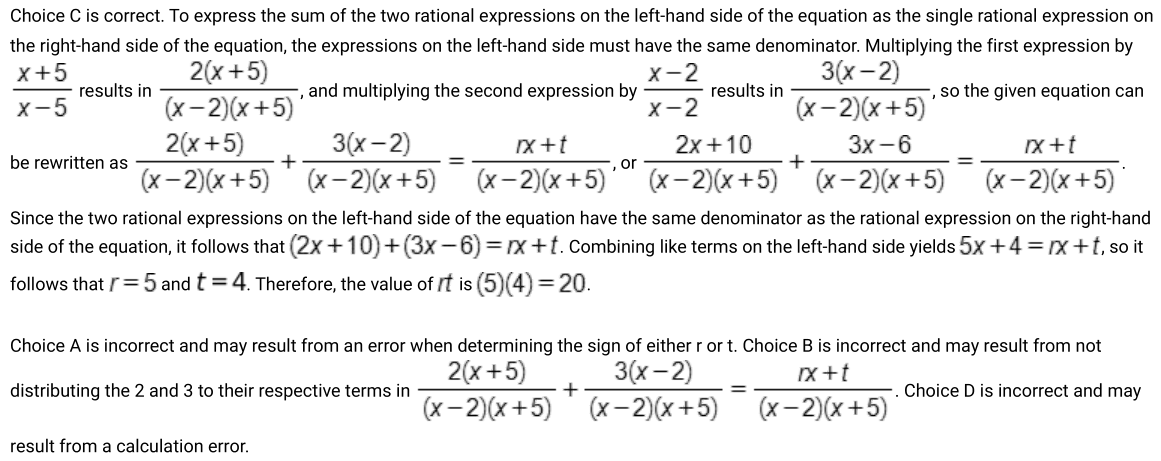 Choice C is correct. To express the sum of the two rational expressions on the left-hand side of the equation as the single rational expression on
the right-hand side of the equation, the expressions on the left-hand side must have the same denominator. Multiplying the first expression by
(x+5)/(x−5) results in 2(x+5)/((x−2)(x+5)), and multiplying the second expression by (x−2)/(x−2) results in 3(x−2)/((x−2)(x+5)), so the given equation can
be rewritten as 2(x+5)/((x−2)(x+5)) + 3(x−2)/((x−2)(x+5)) = (rx+t)/((x−2)(x+5)), or (2x+10)/((x−2)(x+5)) + (3x−6)/((x−2)(x+5)) = (rx+t)/((x−2)(x+5)).
Since the two rational expressions on the left-hand side of the equation have the same denominator as the rational expression on the right-hand
side of the equation, it follows that (2x+10)+(3x−6)=rx+t. Combining like terms on the left-hand side yields 5x+4=rx+t, so it
follows that r=5 and t=4. Therefore, the value of rt is (5)(4)=20.
Choice A is incorrect and may result from an error when determining the sign of either r or t. Choice B is incorrect and may result from not
distributing the 2 and 3 to their respective terms in 2(x+5)/((x−2)(x+5)) + 3(x−2)/((x−2)(x+5)) = (rx+t)/((x−2)(x+5)). Choice D is incorrect and may
result from a calculation error.